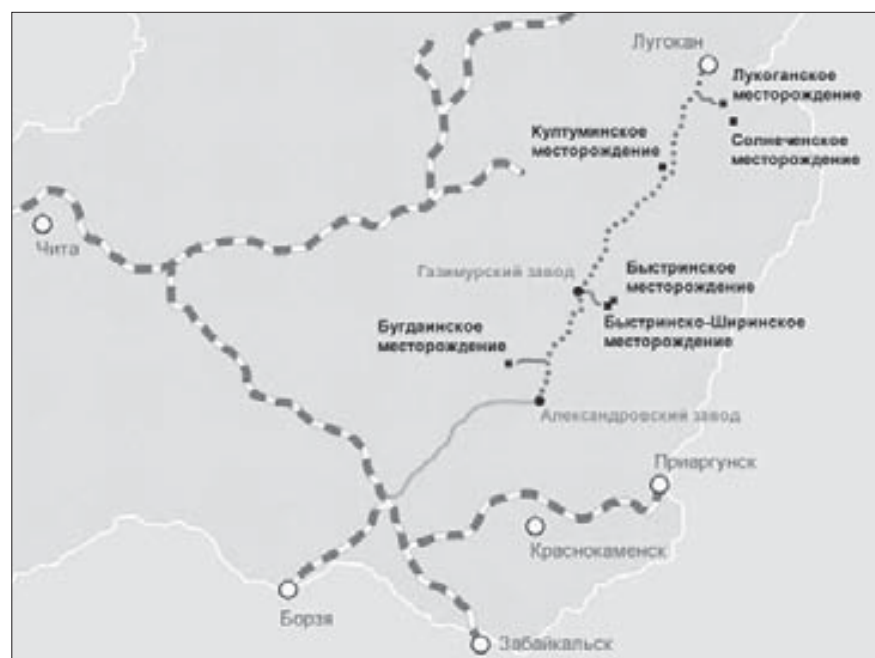 Лугокан
Лукоганское
месторождение
Култуминское
месторождение
Солнеченское
месторождение
Чита
Газимурский завод
Быстринское
месторождение
Быстринско-Ширинское
месторождение
Бугдаинское
месторождение
Александровский завод
Приаргунск
Краснокаменск
Борзя
Забайкальск